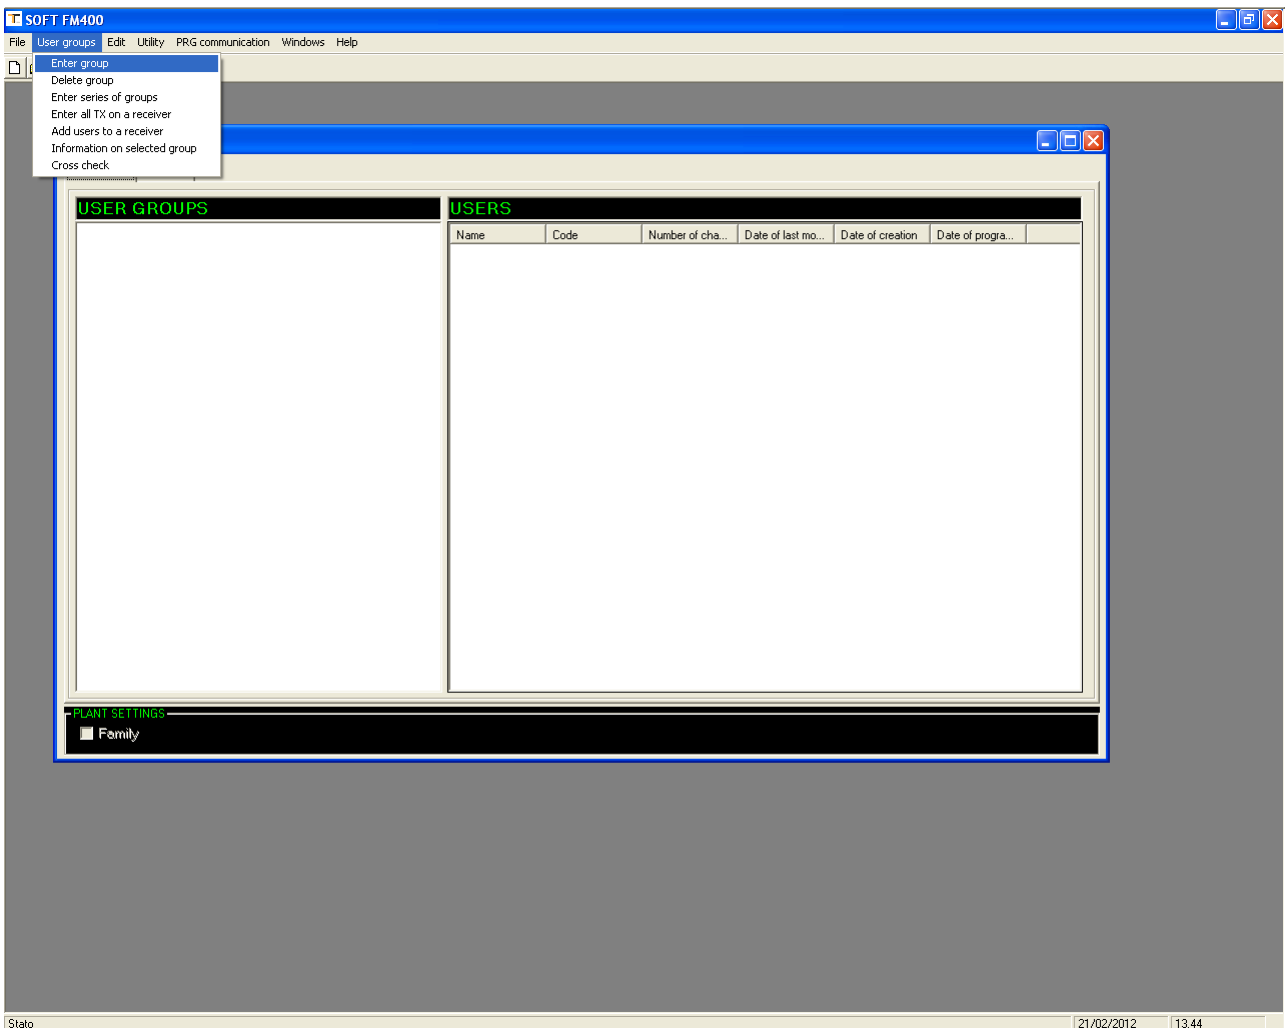 SOFT FM400
File User groups Edit Utility PRG communication Windows Help
Enter group
Delete group
Enter series of groups
Enter all TX on a receiver
Add users to a receiver
Information on selected group
Cross check
USER GROUPS
USERS
Name Code Number of cha... Date of last mo... Date of creation Date of progra...
PLANT SETTINGS
Family
Stato 21/02/2012 13.44